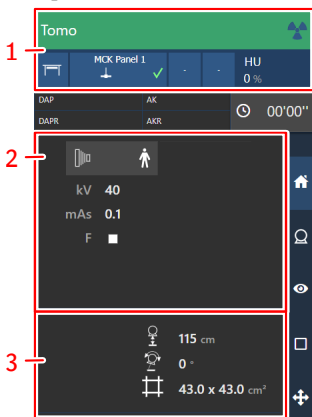 Tomo
1
MCK Panel 1
- -
HU
0 %
DAP AK
DAPR AKR
00'00''
2
kV 40
mAs 0.1
F
3
115 cm
0 °
43.0 x 43.0 cm²